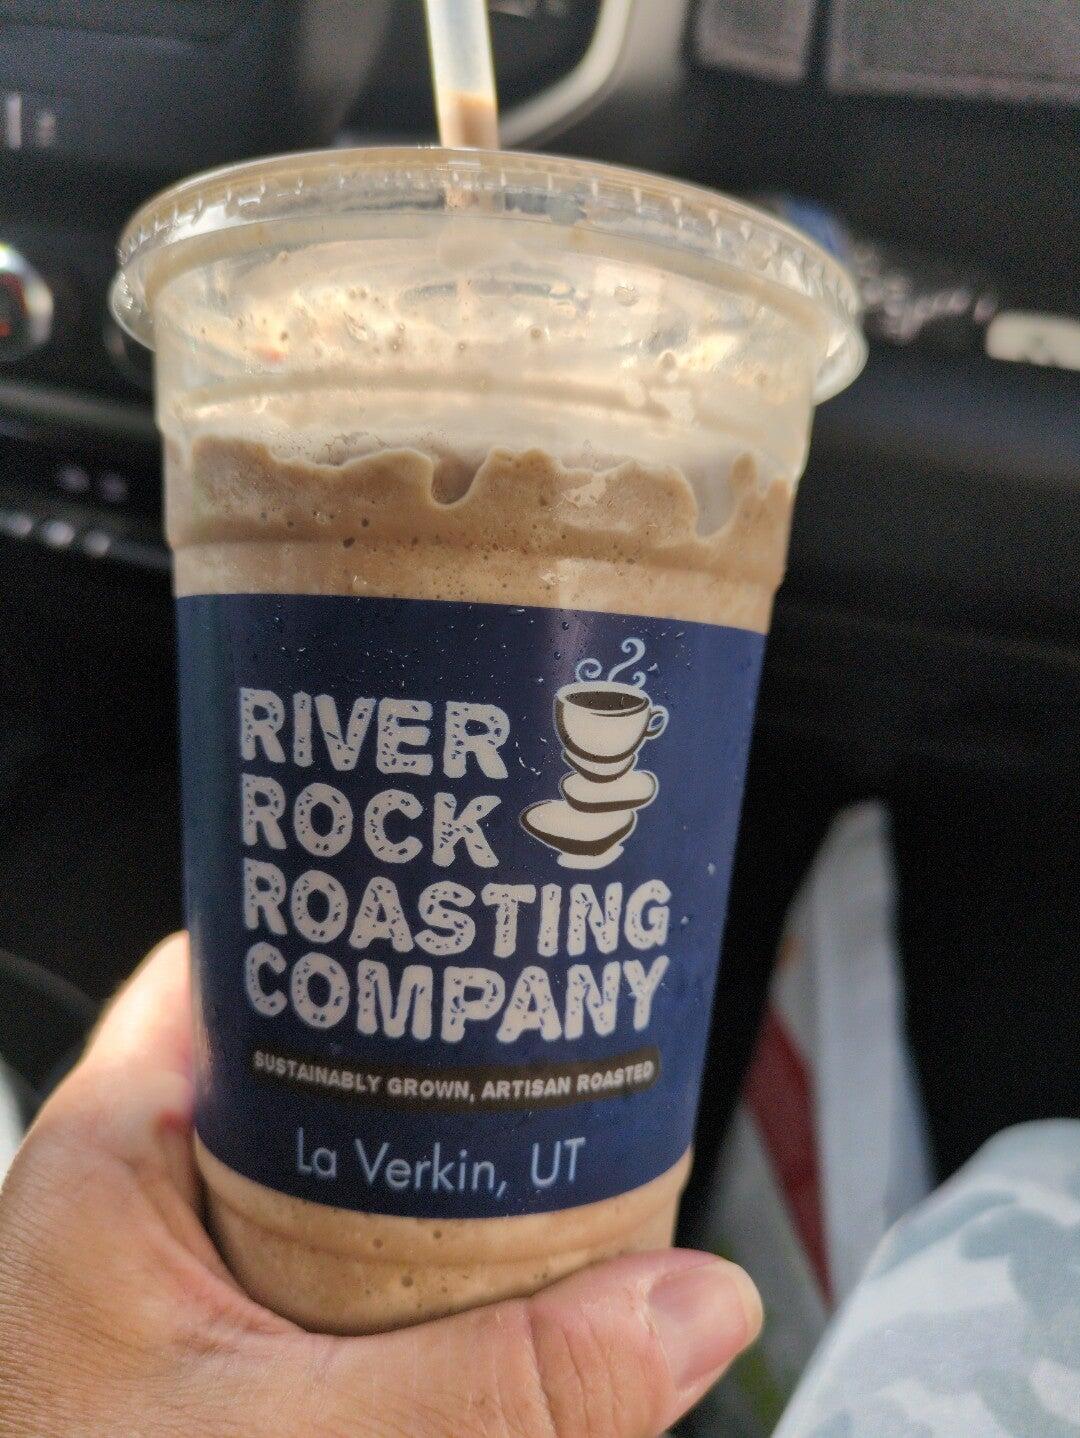 RIVER
ROCK
ROASTING
COMPANY
SUSTAINABLY GROWN, ARTISAN ROASTED
La Verkin, UT